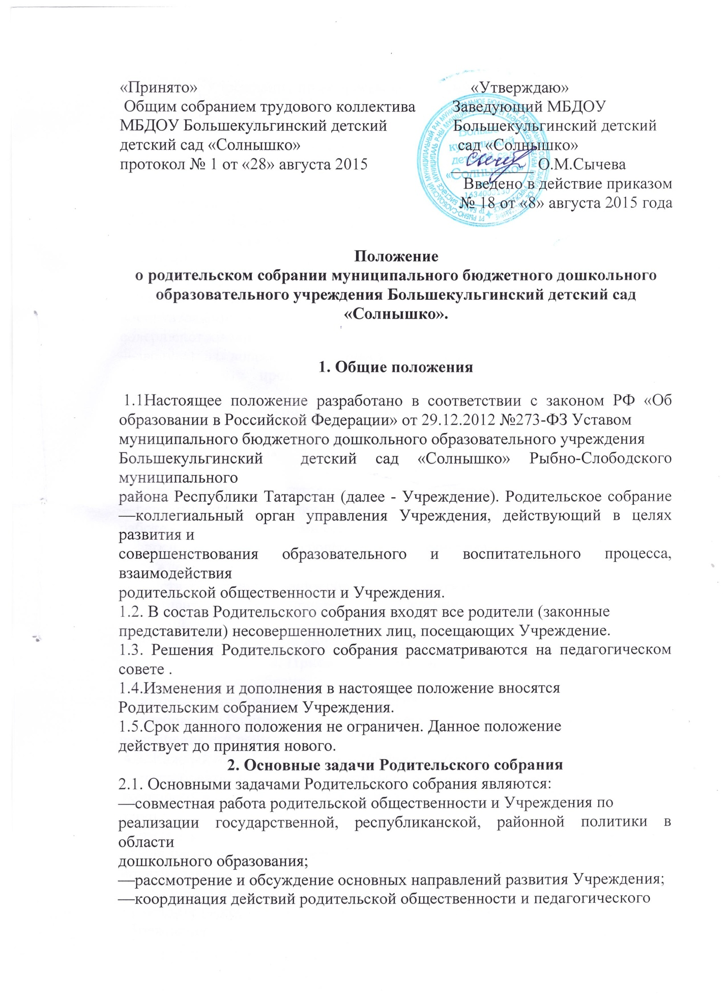 «Принято» «Утверждаю»
Общим собранием трудового коллектива Заведующий МБДОУ
МБДОУ Большекульгинский детский Большекульгинский детский
детский сад «Солнышко» сад «Солнышко»
протокол № 1 от «28» августа 2015 __________ О.М.Сычева
Введено в действие приказом
№ 18 от «8» августа 2015 года
детский сад
«Солнышко»
Положение
о родительском собрании муниципального бюджетного дошкольного
образовательного учреждения Большекульгинский детский сад
«Солнышко».
1. Общие положения
1.1Настоящее положение разработано в соответствии с законом РФ «Об
образовании в Российской Федерации» от 29.12.2012 №273-ФЗ Уставом
муниципального бюджетного дошкольного образовательного учреждения
Большекульгинский детский сад «Солнышко» Рыбно-Слободского
муниципального
района Республики Татарстан (далее - Учреждение). Родительское собрание
—коллегиальный орган управления Учреждения, действующий в целях
развития и
совершенствования образовательного и воспитательного процесса,
взаимодействия
родительской общественности и Учреждения.
1.2. В состав Родительского собрания входят все родители (законные
представители) несовершеннолетних лиц, посещающих Учреждение.
1.3. Решения Родительского собрания рассматриваются на педагогическом
совете .
1.4.Изменения и дополнения в настоящее положение вносятся
Родительским собранием Учреждения.
1.5.Срок данного положения не ограничен. Данное положение
действует до принятия нового.
2. Основные задачи Родительского собрания
2.1. Основными задачами Родительского собрания являются:
—совместная работа родительской общественности и Учреждения по
реализации государственной, республиканской, районной политики в
области
дошкольного образования;
—рассмотрение и обсуждение основных направлений развития Учреждения;
—координация действий родительской общественности и педагогического